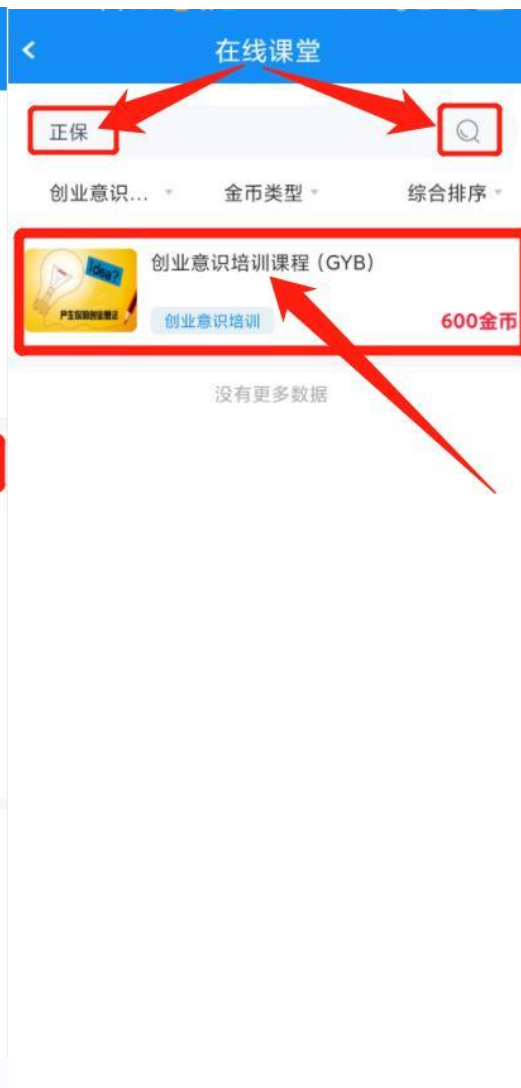 在线课堂
正保
创业意识... 金币类型 综合排序
Idea?
创业意识培训课程（GYB）
创业意识培训
600金币
没有更多数据